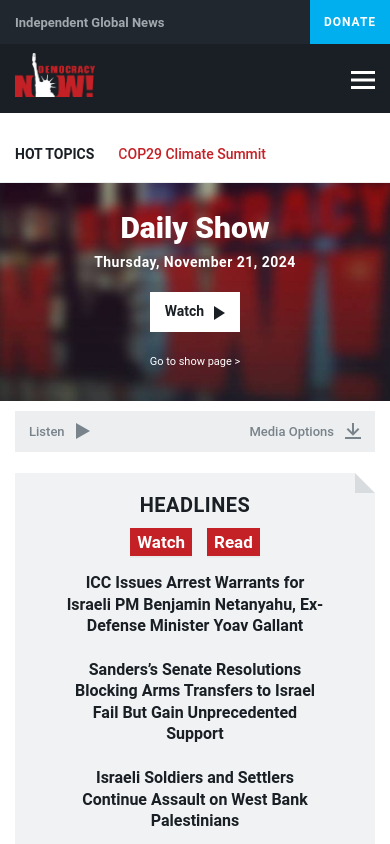 Independent Global News
DONATE
DEMOCRACY
NOW!
HOT TOPICS
COP29 Climate Summit
Daily Show
Thursday, November 21, 2024
Watch
Go to show page >
Listen
Media Options
HEADLINES
Watch
Read
ICC Issues Arrest Warrants for
Israeli PM Benjamin Netanyahu, Ex-
Defense Minister Yoav Gallant
Sanders’s Senate Resolutions
Blocking Arms Transfers to Israel
Fail But Gain Unprecedented
Support
Israeli Soldiers and Settlers
Continue Assault on West Bank
Palestinians